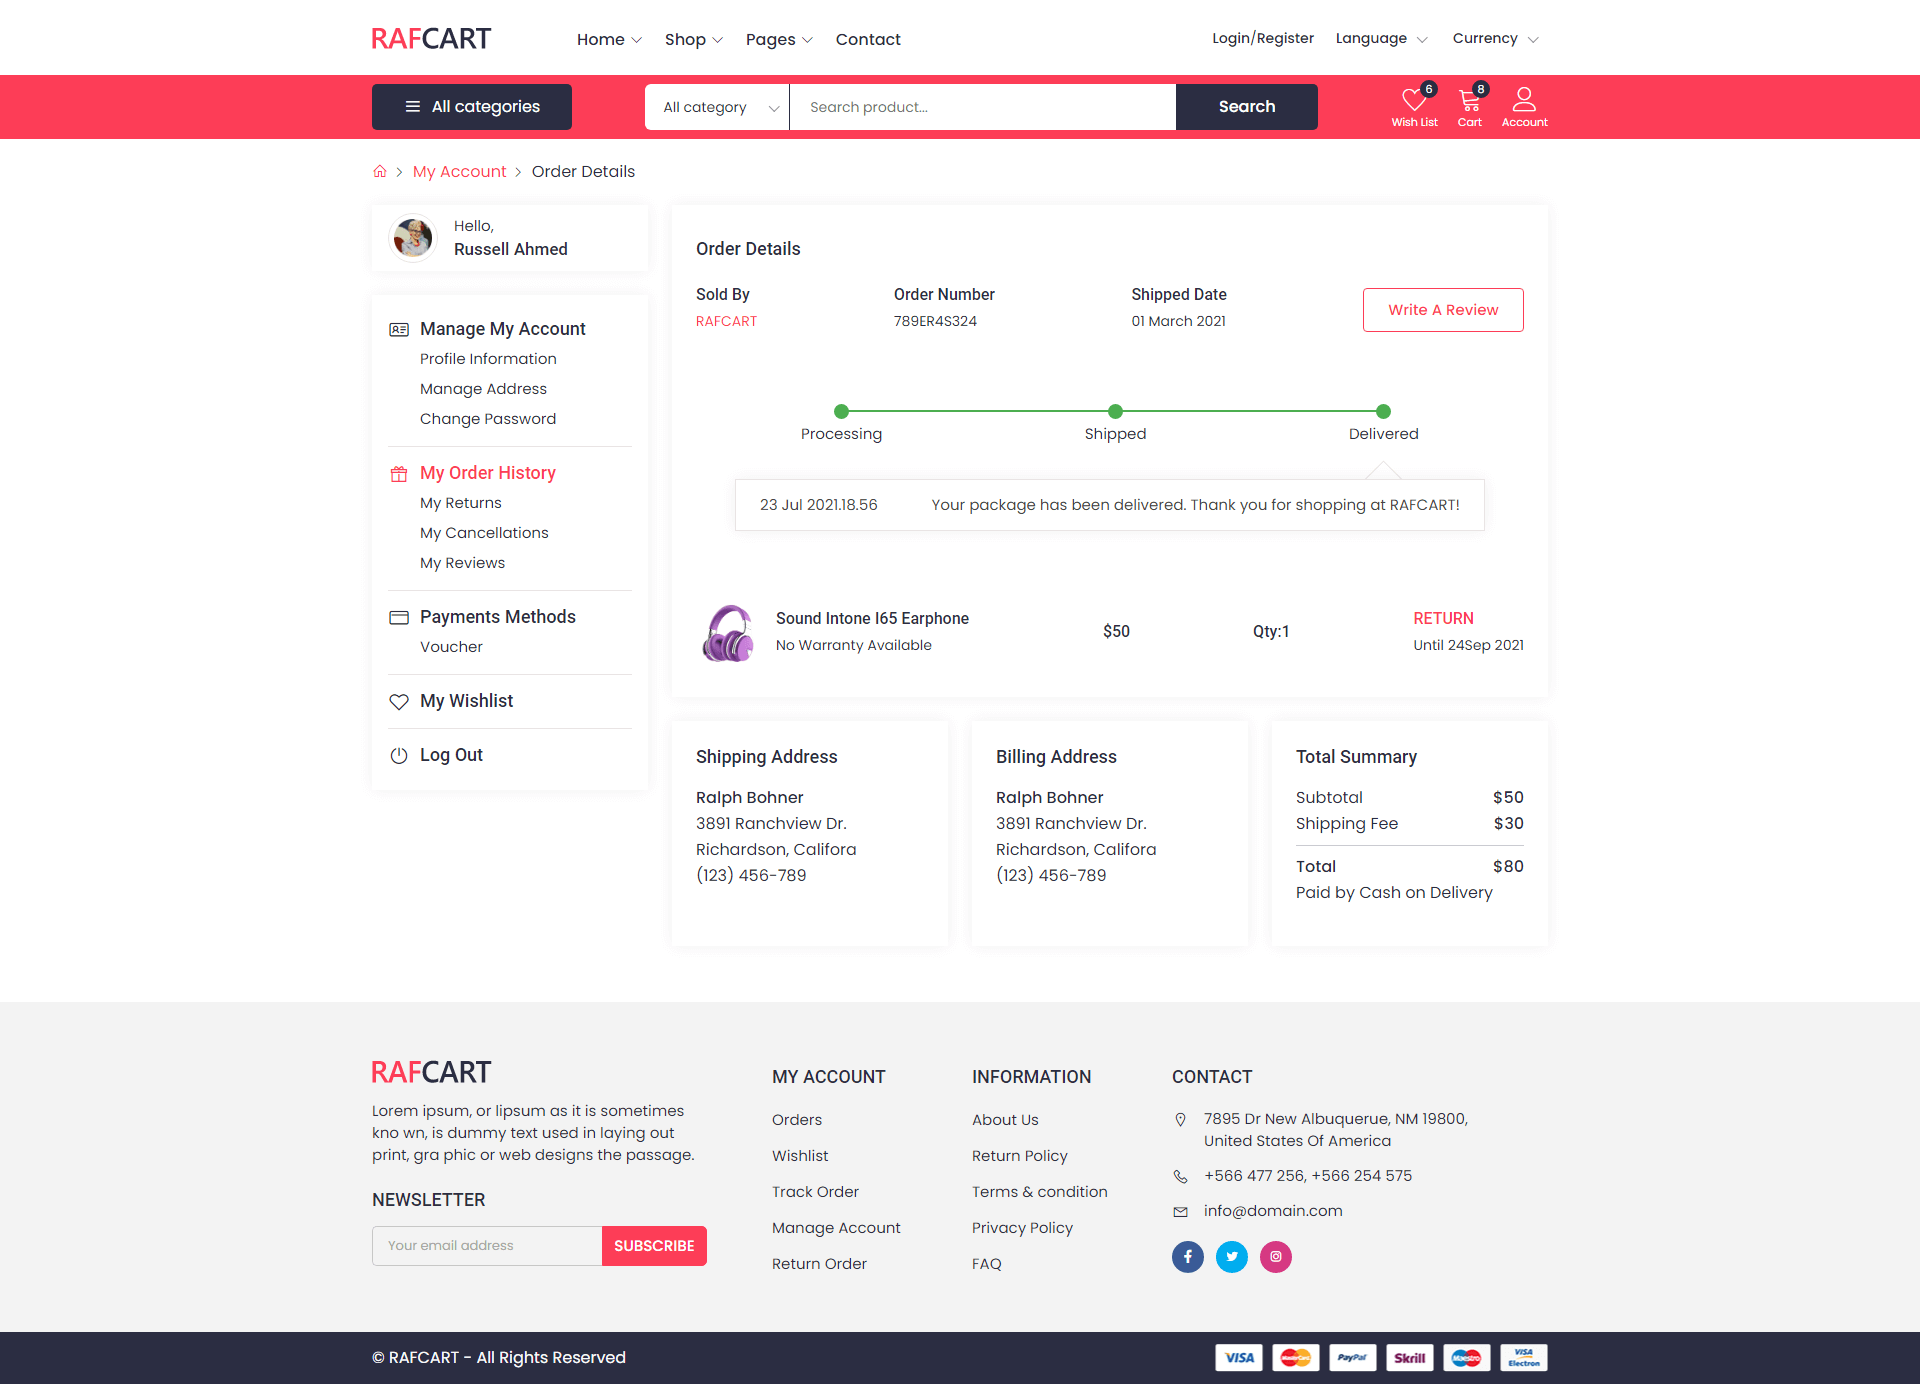 RAFCART
Home
Shop
Pages
Contact
Login/Register
Language
Currency
All categories
All category
Search product...
Search
6
Wish List
8
Cart
Account
My Account
Order Details
Hello,
Russell Ahmed
Manage My Account
Profile Information
Manage Address
Change Password
My Order History
My Returns
My Cancellations
My Reviews
Payments Methods
Voucher
My Wishlist
Log Out
Order Details
Sold By
RAFCART
Order Number
789ER4S324
Shipped Date
01 March 2021
Write A Review
Processing
Shipped
Delivered
23 Jul 2021.18.56
Your package has been delivered. Thank you for shopping at RAFCART!
Sound Intone I65 Earphone
No Warranty Available
$50
Qty:1
RETURN
Until 24Sep 2021
Shipping Address
Ralph Bohner
3891 Ranchview Dr.
Richardson, Califora
(123) 456-789
Billing Address
Ralph Bohner
3891 Ranchview Dr.
Richardson, Califora
(123) 456-789
Total Summary
Subtotal $50
Shipping Fee $30
Total $80
Paid by Cash on Delivery
RAFCART
Lorem ipsum, or lipsum as it is sometimes
kno wn, is dummy text used in laying out
print, gra phic or web designs the passage.
NEWSLETTER
Your email address
SUBSCRIBE
MY ACCOUNT
Orders
Wishlist
Track Order
Manage Account
Return Order
INFORMATION
About Us
Return Policy
Terms & condition
Privacy Policy
FAQ
CONTACT
7895 Dr New Albuquerue, NM 19800,
United States Of America
+566 477 256, +566 254 575
info@domain.com
© RAFCART - All Rights Reserved
VISA
MasterCard
PayPal
Skrill
Maestro
VISA
Electron